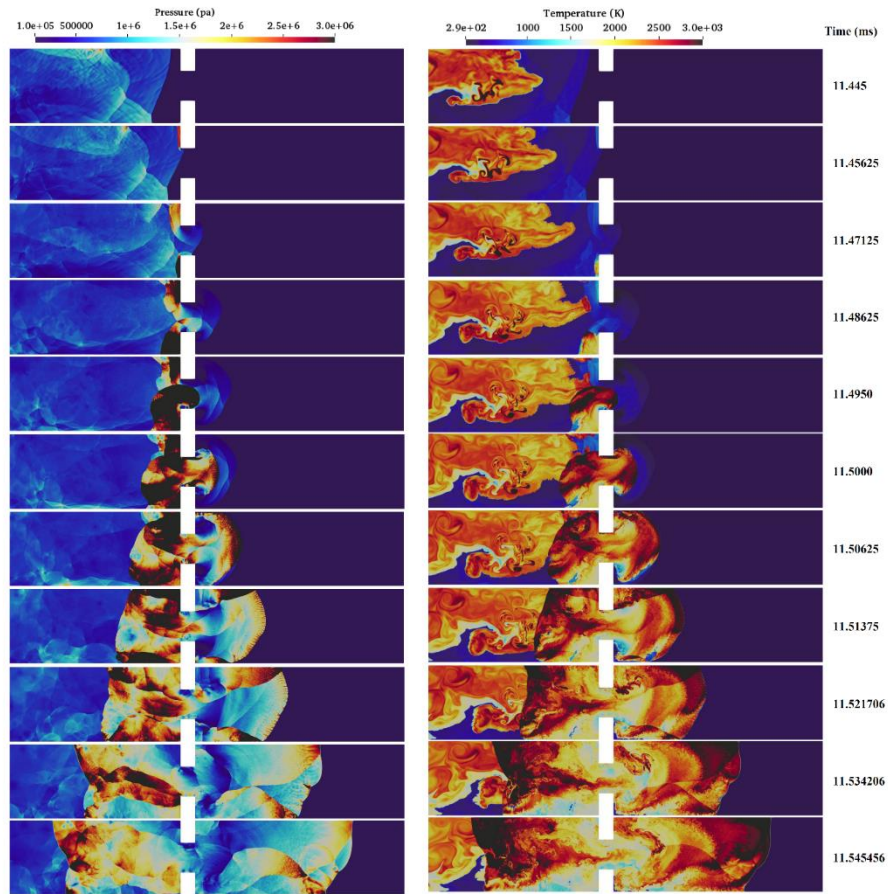 Pressure (pa)
1.0e+05 500000 1e+6 1.5e+6 2e+6 2.5e+6 3.0e+06
Temperature (K)
2.9e+02 1000 1500 2000 2500 3.0e+03
Time (ms)
11.445
11.45625
11.47125
11.48625
11.4950
11.5000
11.50625
11.51375
11.521706
11.534206
11.545456